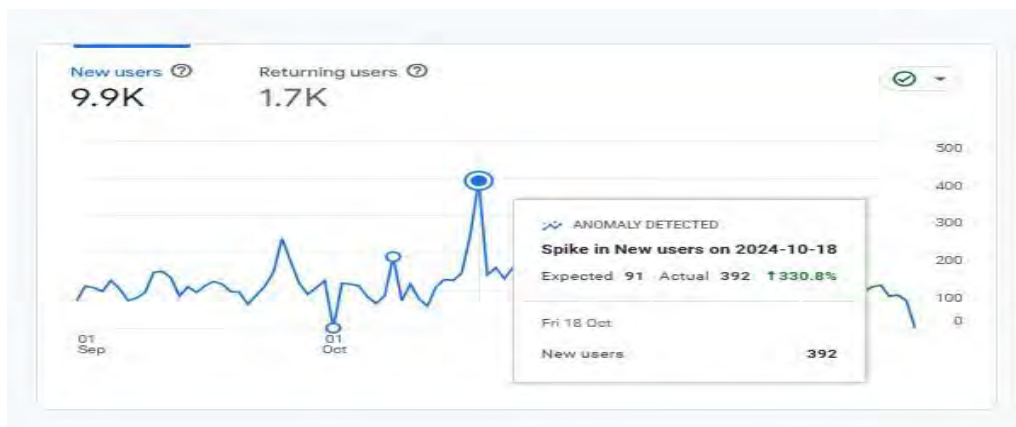 New users ? Returning users ?
9.9K 1.7K
500
400
300
200
100
0
ANOMALY DETECTED
Spike in New users on 2024-10-18
Expected 91 Actual 392 ↑330.8%
Fri 18 Oct
New users 392
01 01
Sep Oct